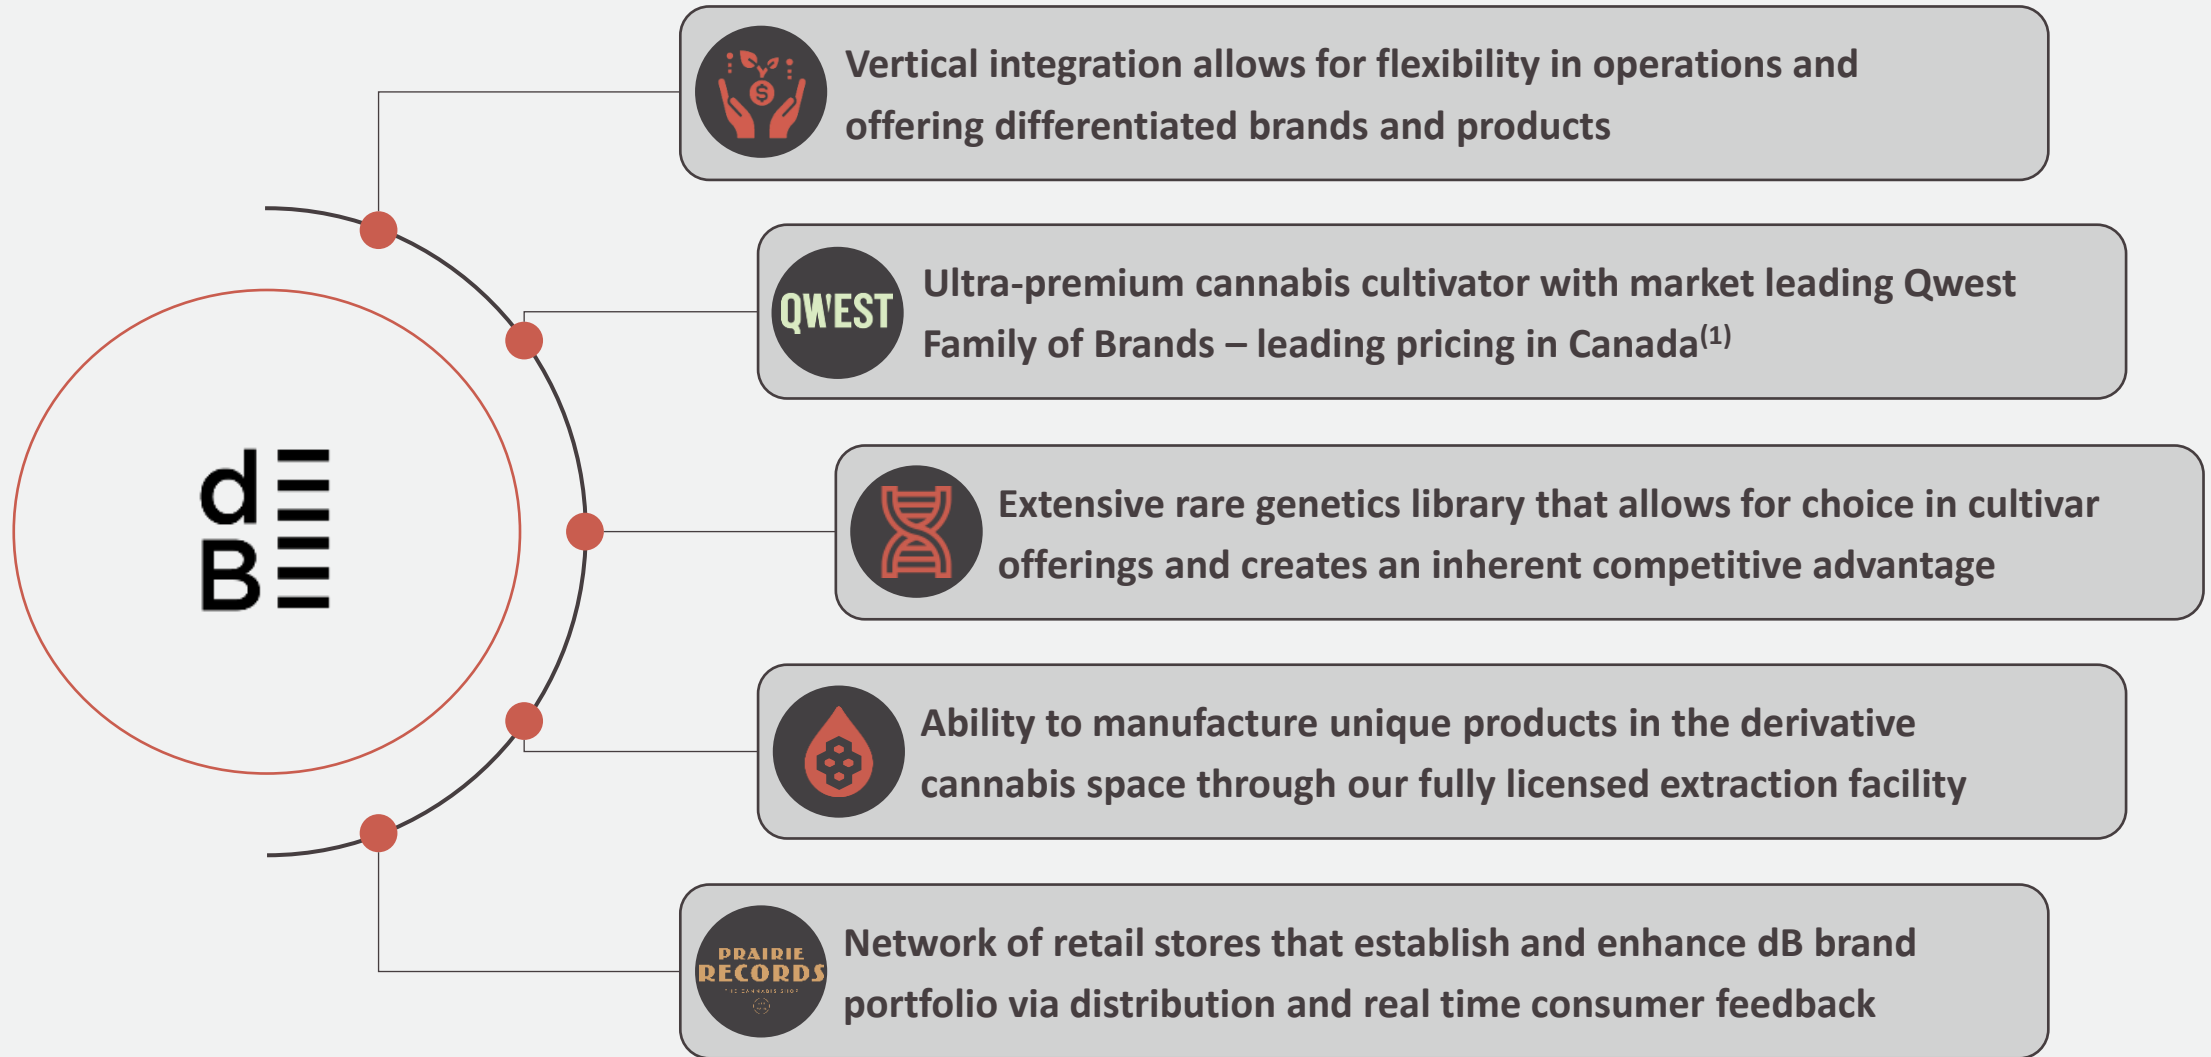 Vertical integration allows for flexibility in operations and
offering differentiated brands and products
QWEST
Ultra-premium cannabis cultivator with market leading Qwest
Family of Brands – leading pricing in Canada(1)
d
B
Extensive rare genetics library that allows for choice in cultivar
offerings and creates an inherent competitive advantage
Ability to manufacture unique products in the derivative
cannabis space through our fully licensed extraction facility
PRAIRIE
RECORDS
THE CANNABIS SHOP
Network of retail stores that establish and enhance dB brand
portfolio via distribution and real time consumer feedback